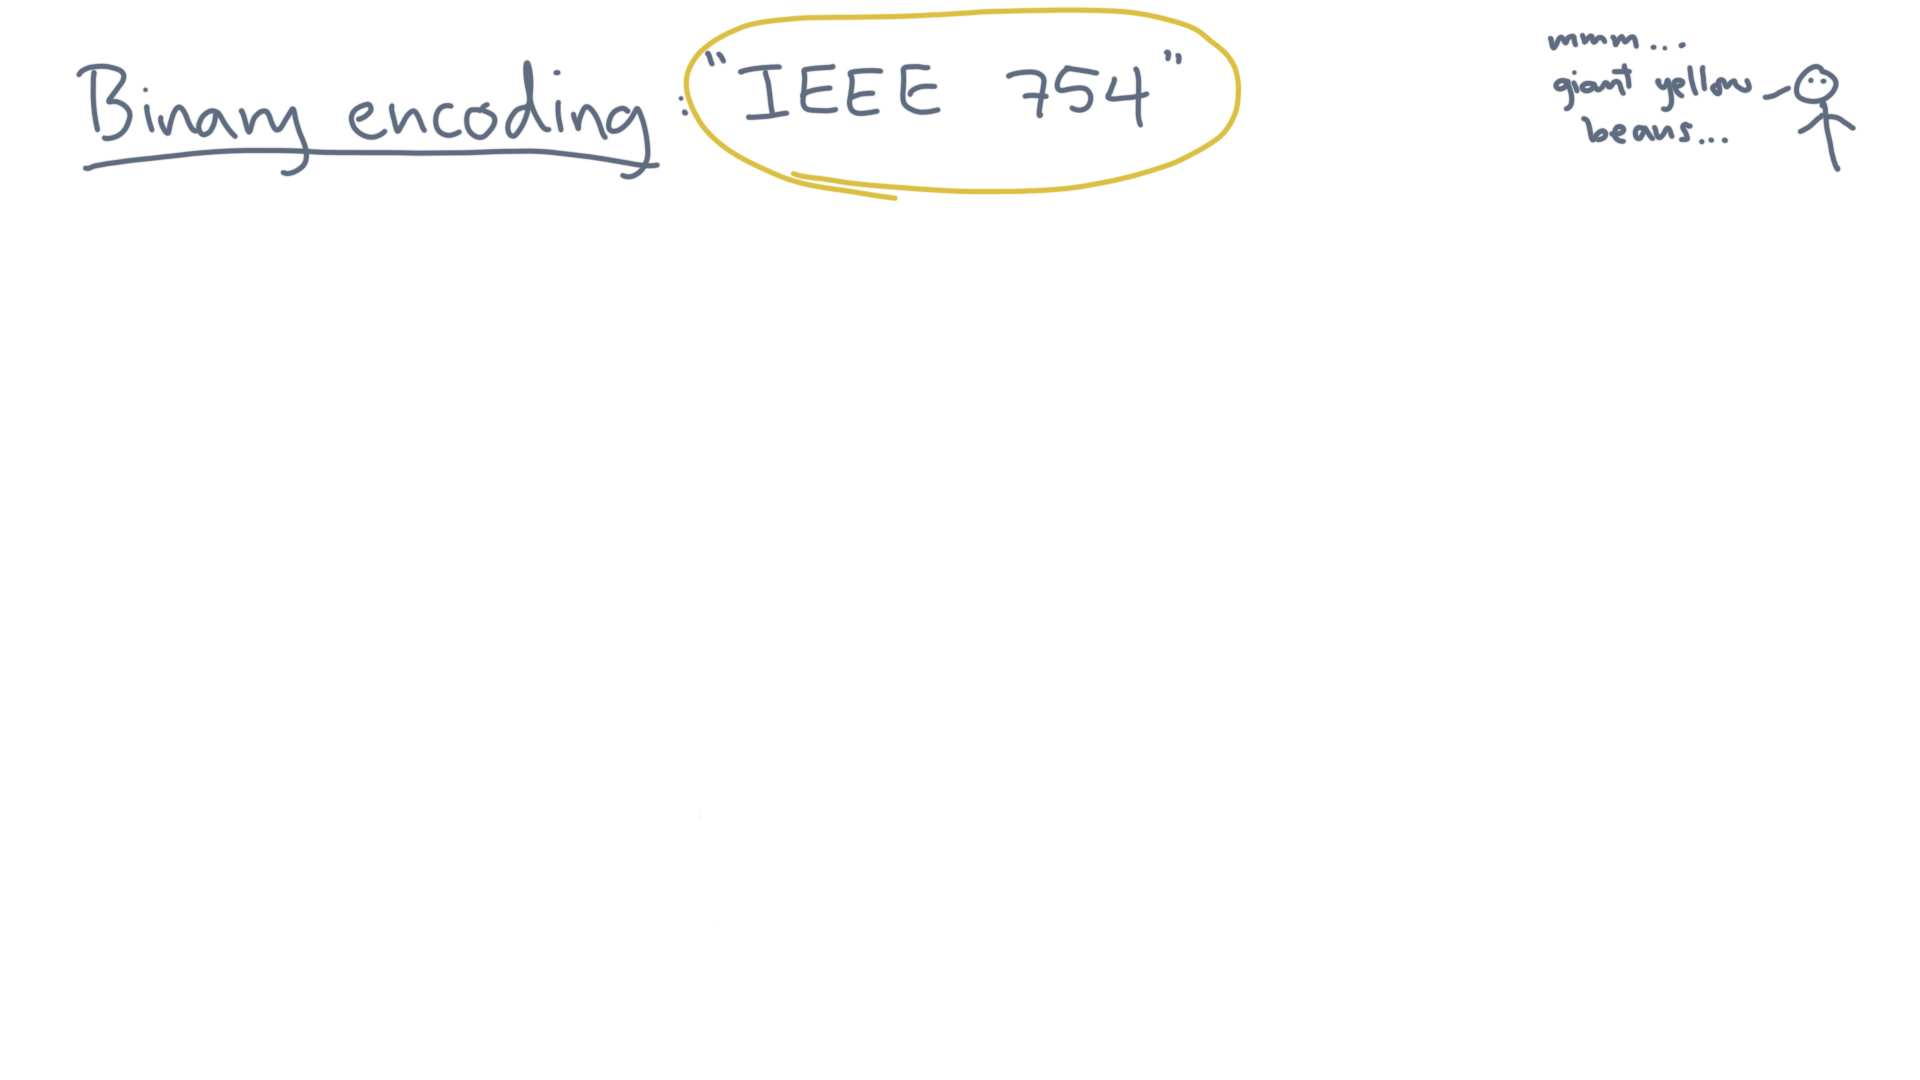 Binary encoding: "IEEE 754"
mmm...
giant yellow
beans...